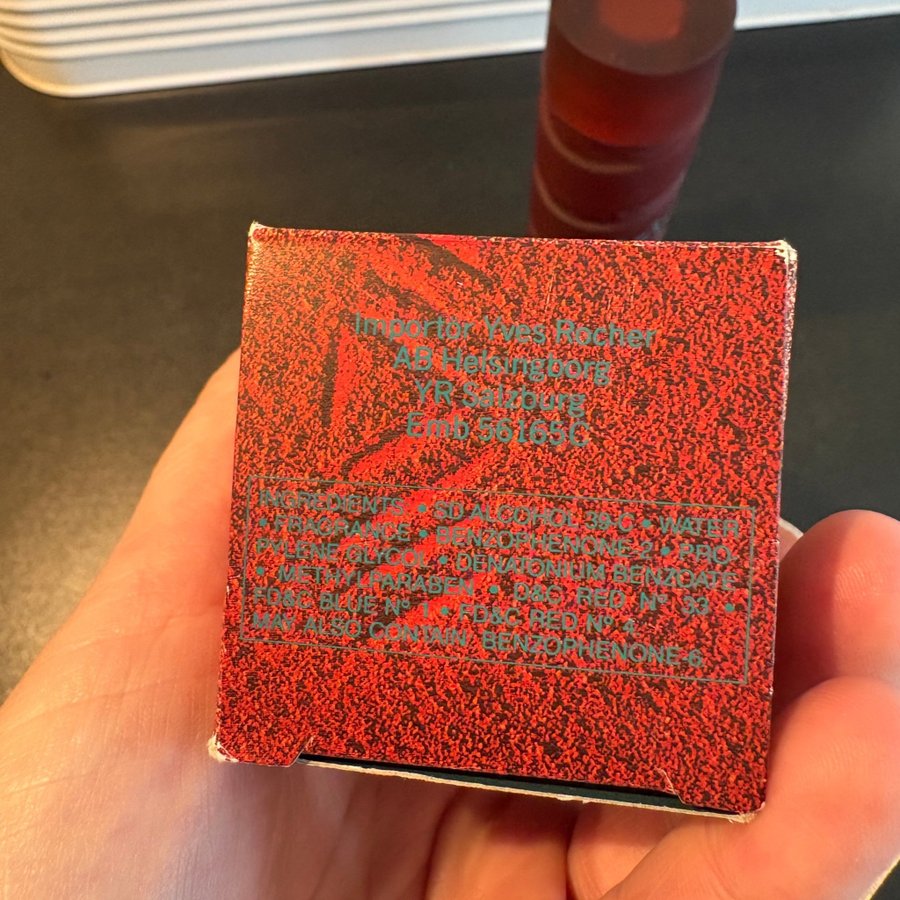 Importör Yves Rocher
AB Helsingborg
YR Salzburg
Emb 56165C
INGREDIENTS • SD ALCOHOL 39-C • WATER
• FRAGRANCE • BENZOPHENONE-2 • PRO-
PYLENE GLYCOL • DENATONIUM BENZOATE
• METHYLPARABEN • D&C RED Nº 33 •
FD&C BLUE Nº 1 • FD&C RED Nº 4
MAY ALSO CONTAIN BENZOPHENONE-6